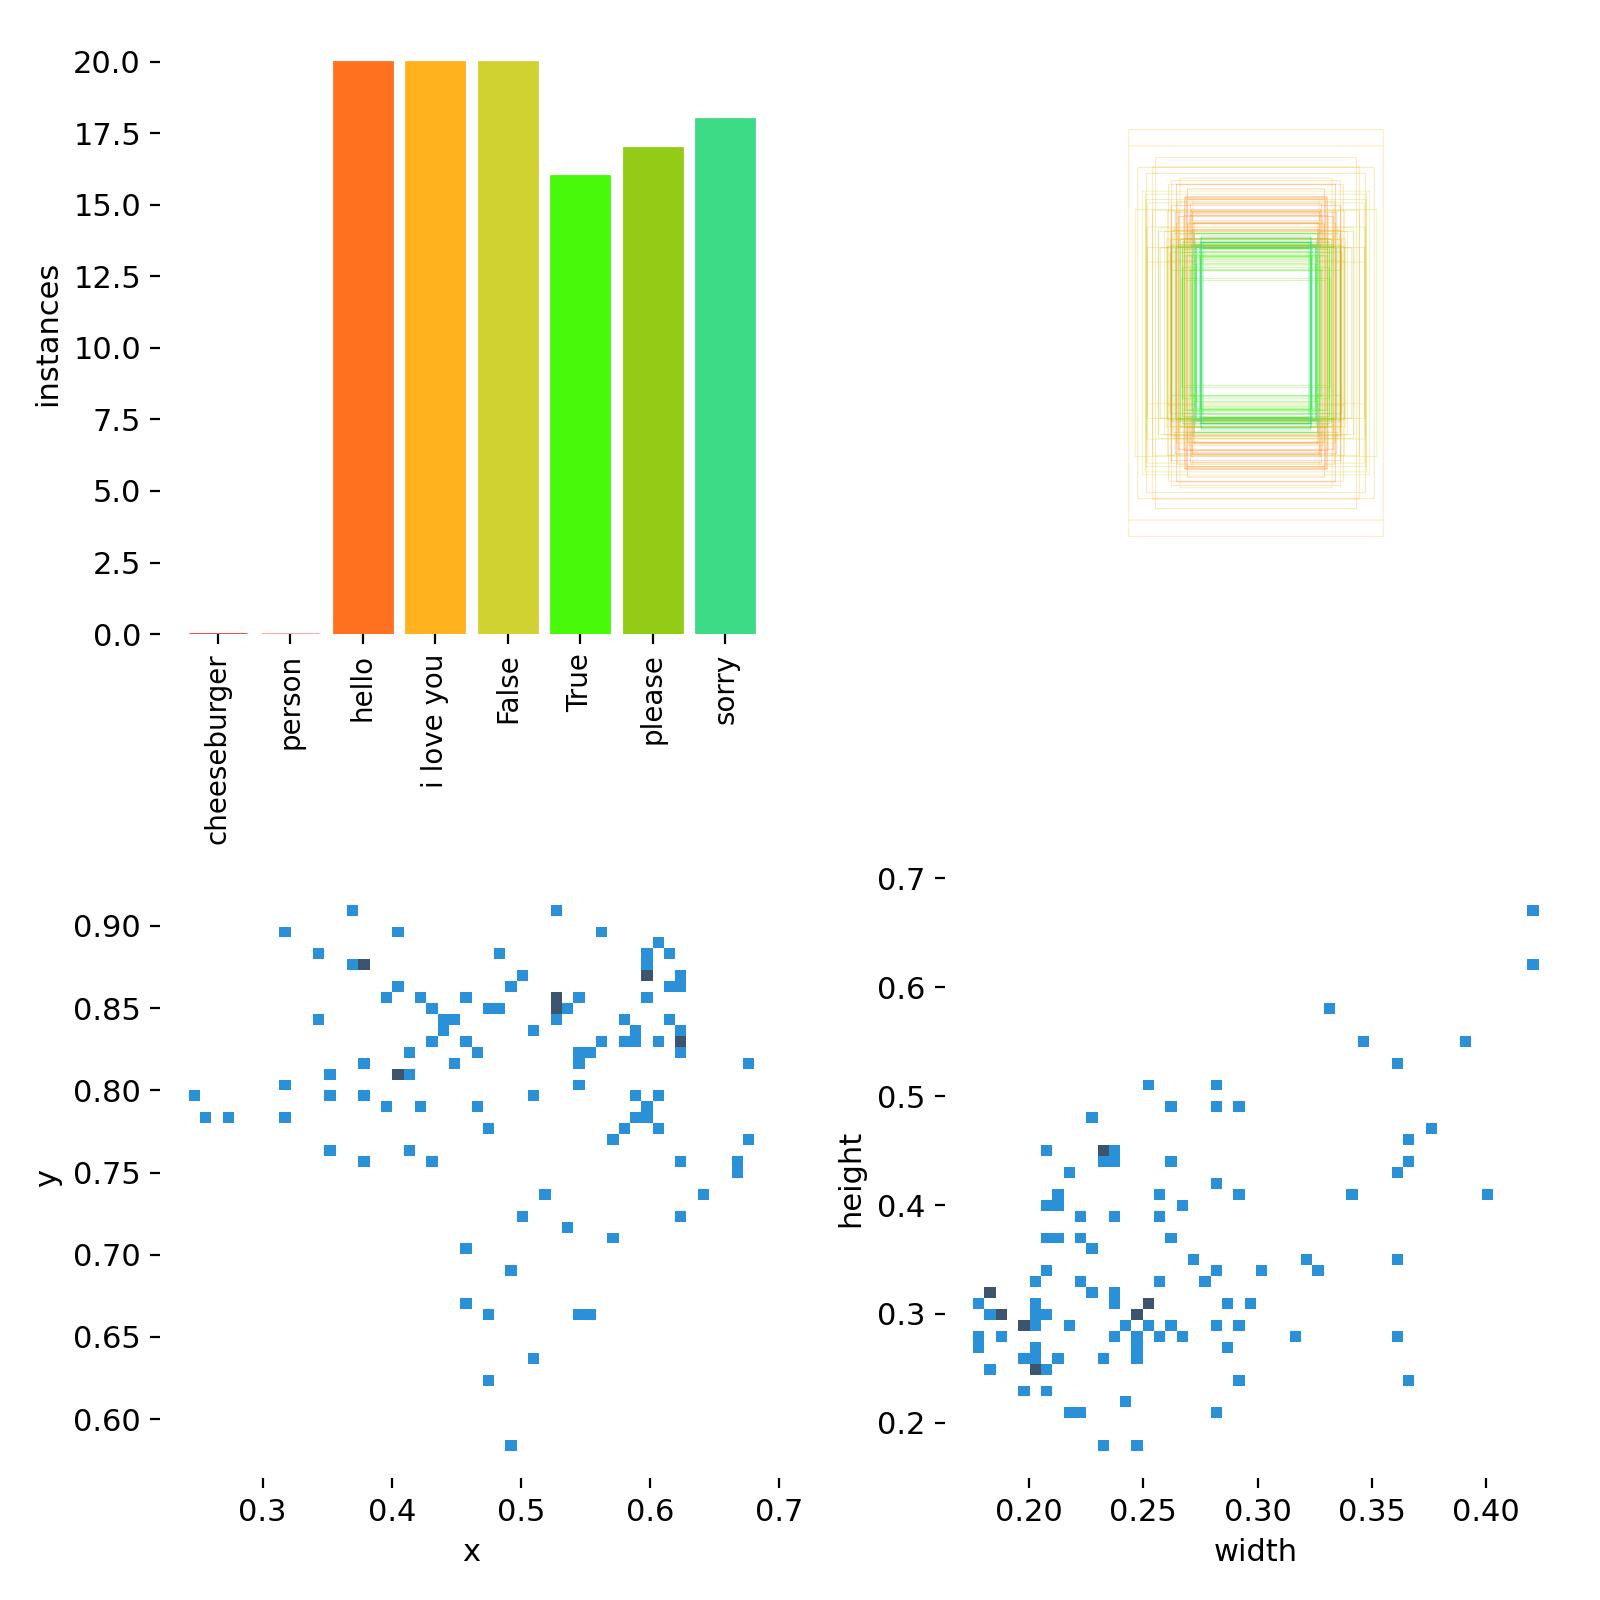 20.0
17.5
15.0
12.5
10.0
7.5
5.0
2.5
0.0
instances
cheeseburger
person
hello
i love you
False
True
please
sorry
0.90
0.85
0.80
0.75
0.70
0.65
0.60
y
0.3 0.4 0.5 0.6 0.7
x
0.7
0.6
0.5
0.4
0.3
0.2
height
0.20 0.25 0.30 0.35 0.40
width